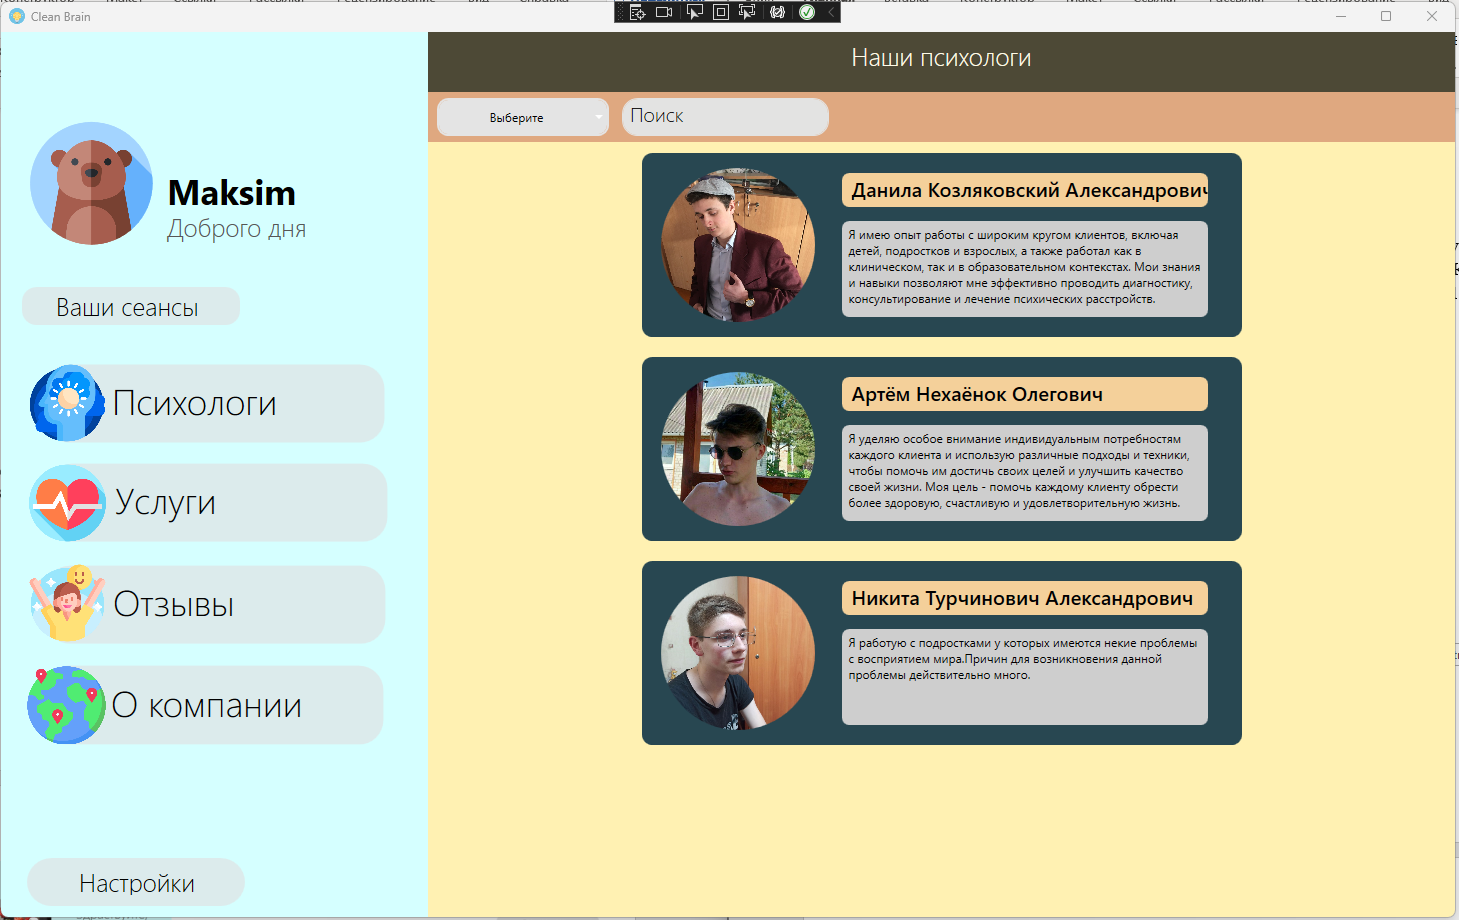 Clean Brain
Наши психологи
Выберите
Поиск
Maksim
Доброго дня
Ваши сеансы
Психологи
Услуги
Отзывы
О компании
Настройки
Данила Козляковский Александрович
Я имею опыт работы с широким кругом клиентов, включая
детей, подростков и взрослых, а также работал как в
клиническом, так и в образовательном контекстах. Мои знания
и навыки позволяют мне эффективно проводить диагностику,
консультирование и лечение психических расстройств.
Артём Нехаёнок Олегович
Я уделяю особое внимание индивидуальным потребностям
каждого клиента и использую различные подходы и техники,
чтобы помочь им достичь своих целей и улучшить качество
своей жизни. Моя цель - помочь каждому клиенту обрести
более здоровую, счастливую и удовлетворительную жизнь.
Никита Турчинович Александрович
Я работую с подростками у которых имеются некие проблемы
с восприятием мира.Причин для возникновения данной
проблемы действительно много.